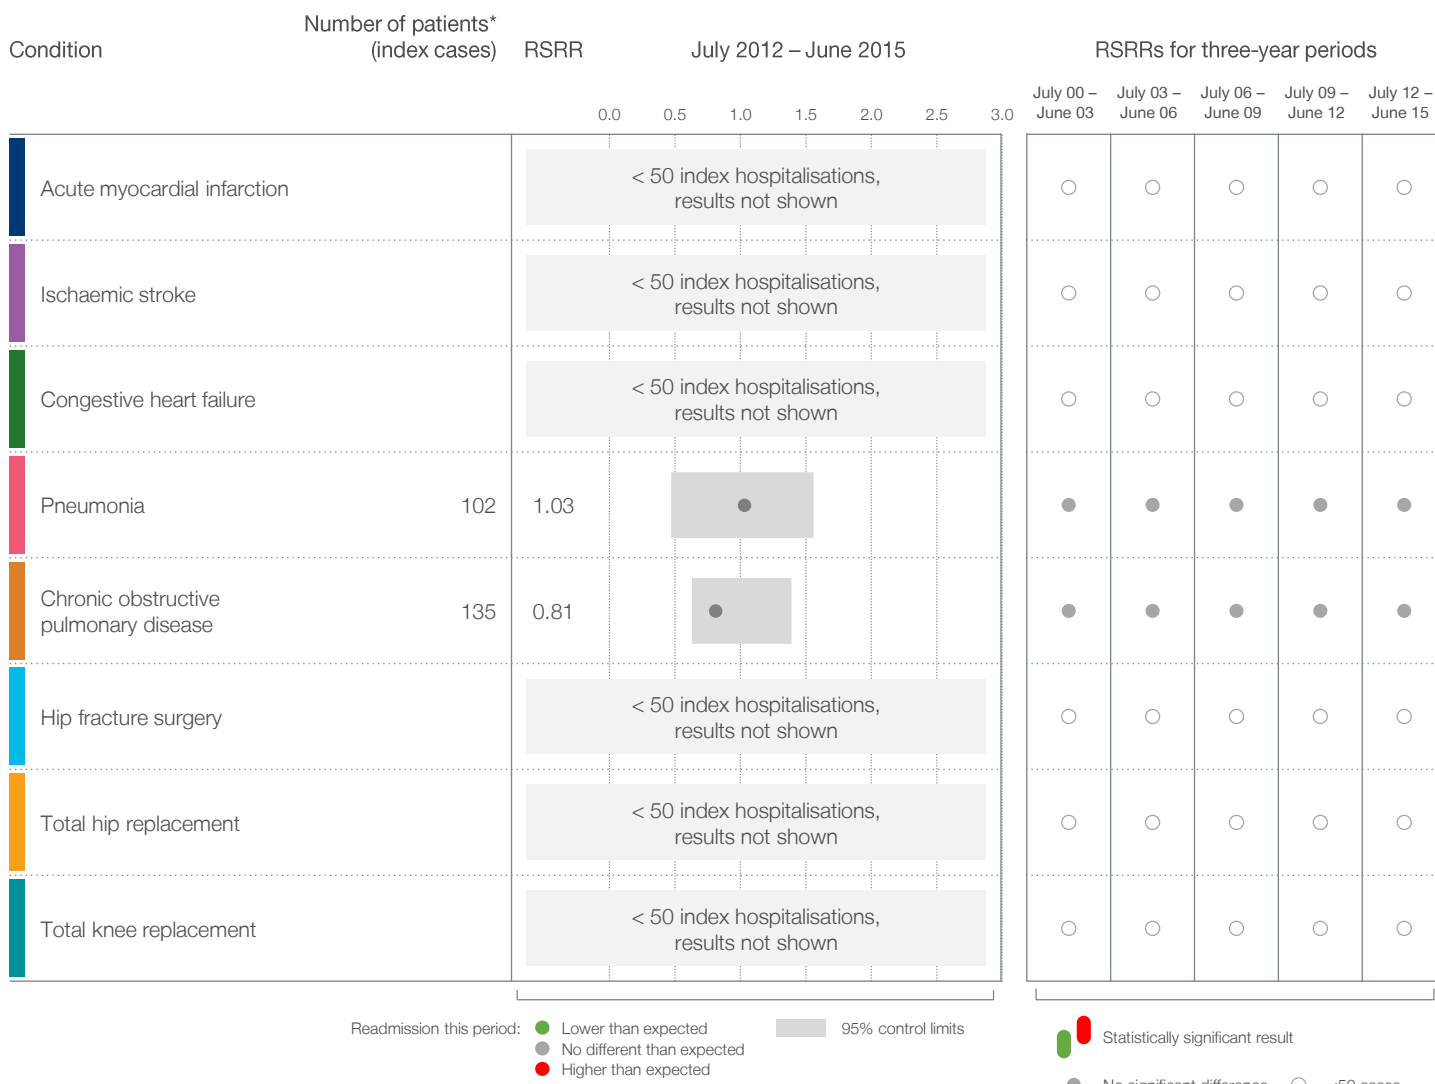 Condition
Number of patients*
(index cases)
RSRR
July 2012 – June 2015
RSRRs for three-year periods
0.0 0.5 1.0 1.5 2.0 2.5 3.0
July 00 –
June 03
July 03 –
June 06
July 06 –
June 09
July 09 –
June 12
July 12 –
June 15
Acute myocardial infarction
< 50 index hospitalisations,
results not shown
Ischaemic stroke
< 50 index hospitalisations,
results not shown
Congestive heart failure
< 50 index hospitalisations,
results not shown
Pneumonia 102 1.03
Chronic obstructive
pulmonary disease
135 0.81
Hip fracture surgery
< 50 index hospitalisations,
results not shown
Total hip replacement
< 50 index hospitalisations,
results not shown
Total knee replacement
< 50 index hospitalisations,
results not shown
Readmission this period:
Lower than expected
No different than expected
Higher than expected
95% control limits
Statistically significant result
No significant difference
<50 cases